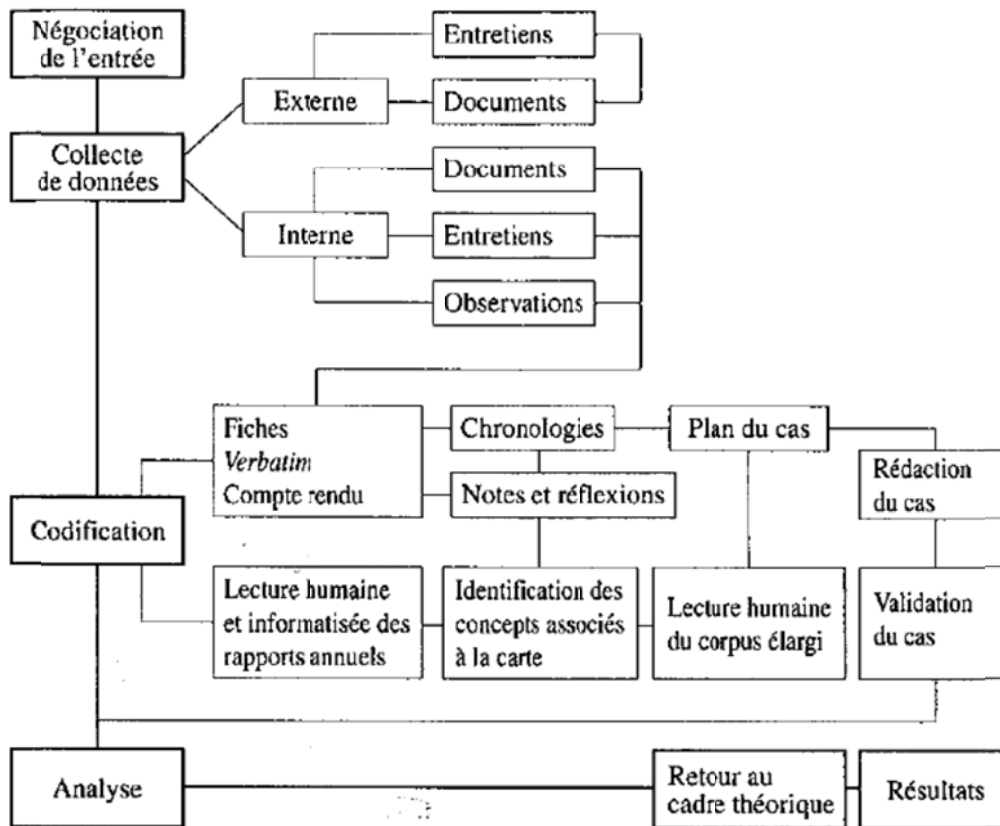 Négociation
de l'entrée
Entretiens
Externe
Documents
Collecte
de données
Documents
Interne
Entretiens
Observations
Fiches
Verbatim
Compte rendu
Chronologies
Plan du cas
Notes et réflexions
Rédaction
du cas
Codification
Lecture humaine
et informatisée des
rapports annuels
Identification des
concepts associés
à la carte
Lecture humaine
du corpus élargi
Validation
du cas
Analyse
Retour au
cadre théorique
Résultats